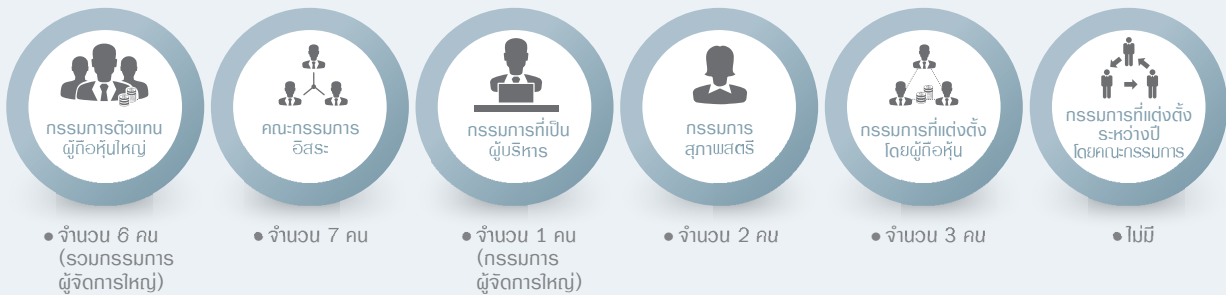 กรรมการตัวแทน
ผู้ถือหุ้นใหญ่
• จำนวน 6 คน
(รวมกรรมการ
ผู้จัดการใหญ่)
คณะกรรมการ
อิสระ
• จำนวน 7 คน
กรรมการที่เป็น
ผู้บริหาร
• จำนวน 1 คน
(กรรมการ
ผู้จัดการใหญ่)
กรรมการ
สุภาพสตรี
• จำนวน 2 คน
กรรมการที่แต่งตั้ง
โดยผู้ถือหุ้น
• จำนวน 3 คน
กรรมการที่แต่งตั้ง
ระหว่างปี
โดยคณะกรรมการ
• ไม่มี